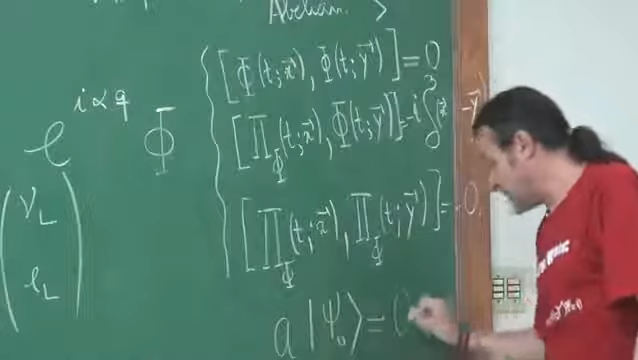 Abelian. >
[Φ(t;x⃗), Φ(t;y⃗)] = 0
e^{iαq} Φ
[Π_Φ(t;x⃗), Φ(t;y⃗)] = -i δ³(x⃗-y⃗)
(ν_L
e_L)
[Π_Φ(t;x⃗), Π_Φ(t;y⃗)] = 0.
a |Ψ₀⟩ = 0